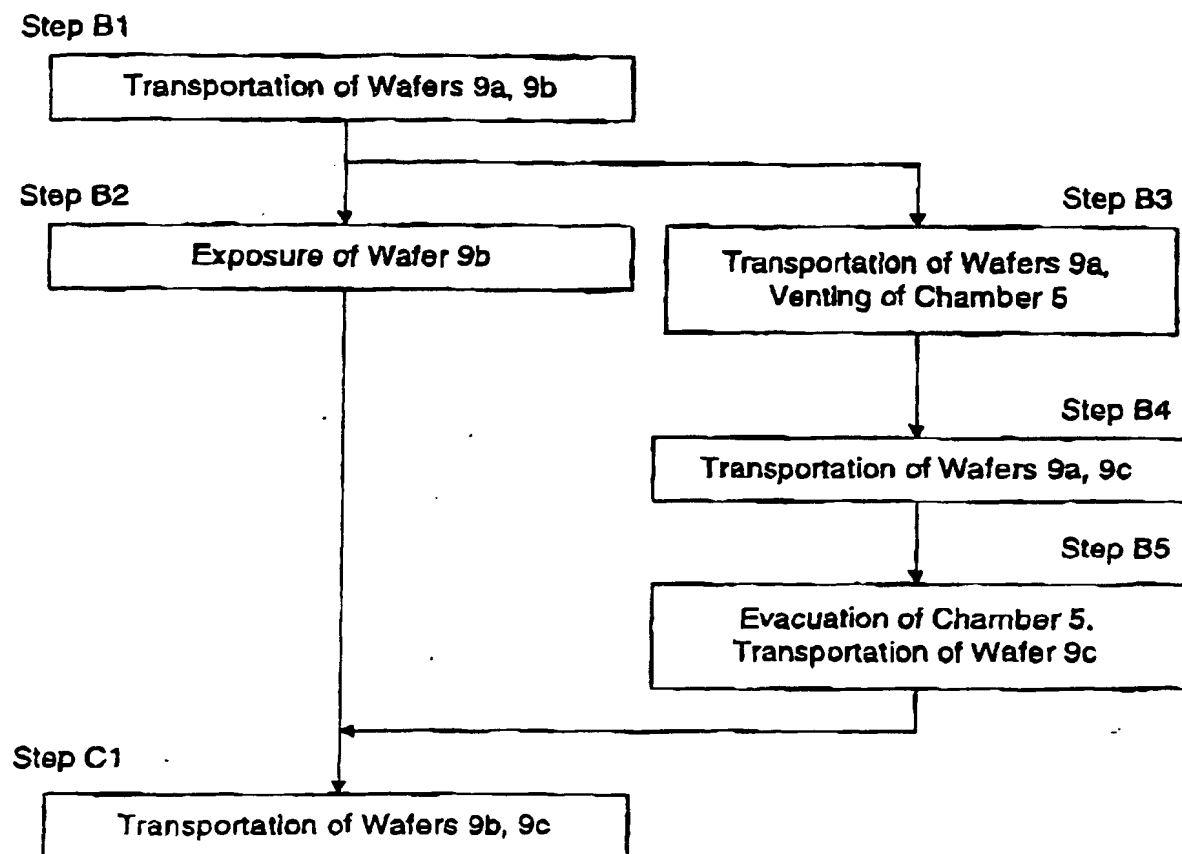 Step B1
Transportation of Wafers 9a, 9b
Step B2
Exposure of Wafer 9b
Step B3
Transportation of Wafers 9a,
Venting of Chamber 5
Step B4
Transportation of Wafers 9a, 9c
Step B5
Evacuation of Chamber 5.
Transportation of Wafer 9c
Step C1
Transportation of Wafers 9b, 9c